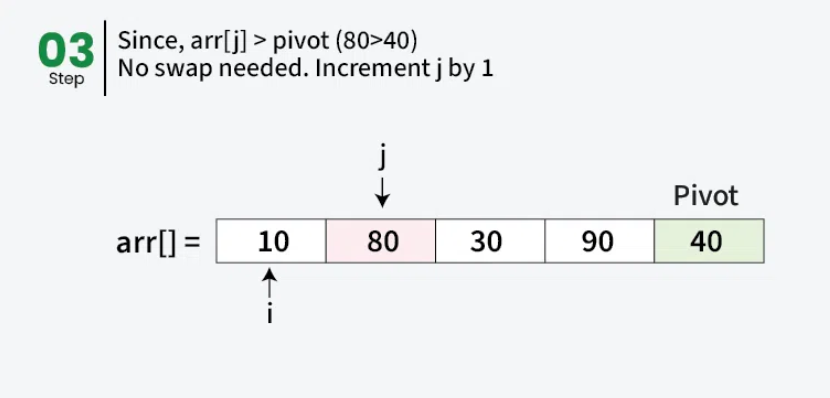 03
Step
Since, arr[j] > pivot (80>40)
No swap needed. Increment j by 1
j
Pivot
arr[] = 10 80 30 90 40
i